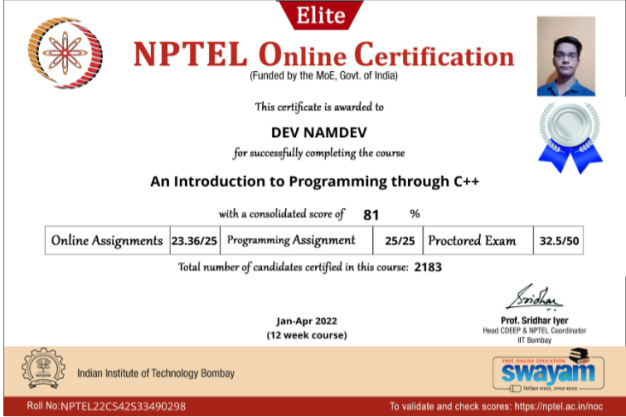 Elite
NPTEL Online Certification
(Funded by the MoE, Govt. of India)
This certificate is awarded to
DEV NAMDEV
for successfully completing the course
An Introduction to Programming through C++
with a consolidated score of 81 %
Online Assignments 23.36/25 Programming Assignment 25/25 Proctored Exam 32.5/50
Total number of candidates certified in this course: 2183
Jan-Apr 2022
(12 week course)
Sridhar
Prof. Sridhar Iyer
Head CDEEP & NPTEL Coordinator
IIT Bombay
Indian Institute of Technology Bombay
FREE ONLINE EDUCATION
swayam
Roll No:NPTEL22CS42S33490298
To validate and check scores: https://nptel.ac.in/noc